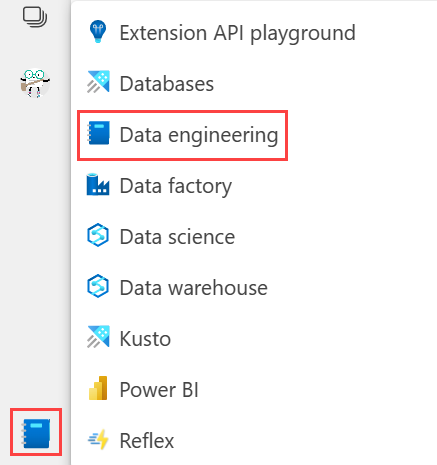 Extension API playground
Databases
Data engineering
Data factory
Data science
Data warehouse
Kusto
Power BI
Reflex